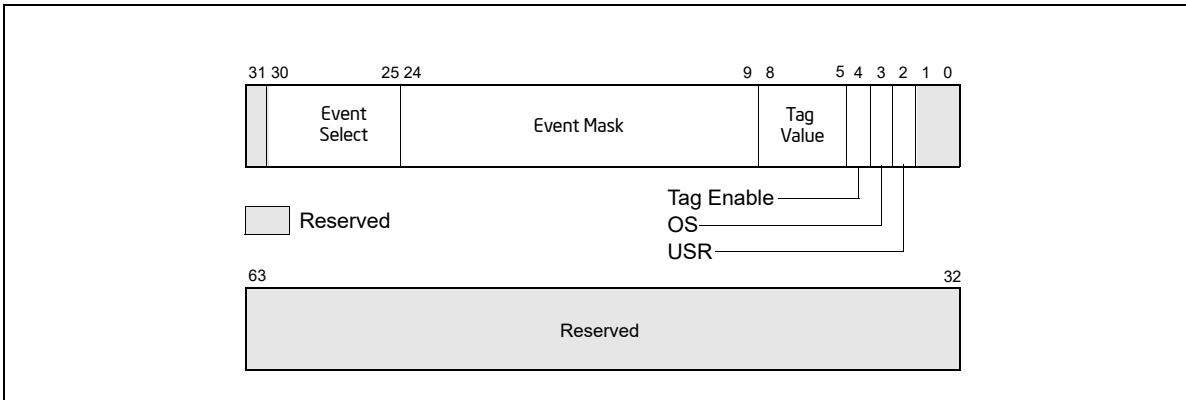 31 30 25 24 9 8 5 4 3 2 1 0
Event
Select
Event Mask
Tag
Value
Tag Enable
Reserved
OS
USR
63 32
Reserved